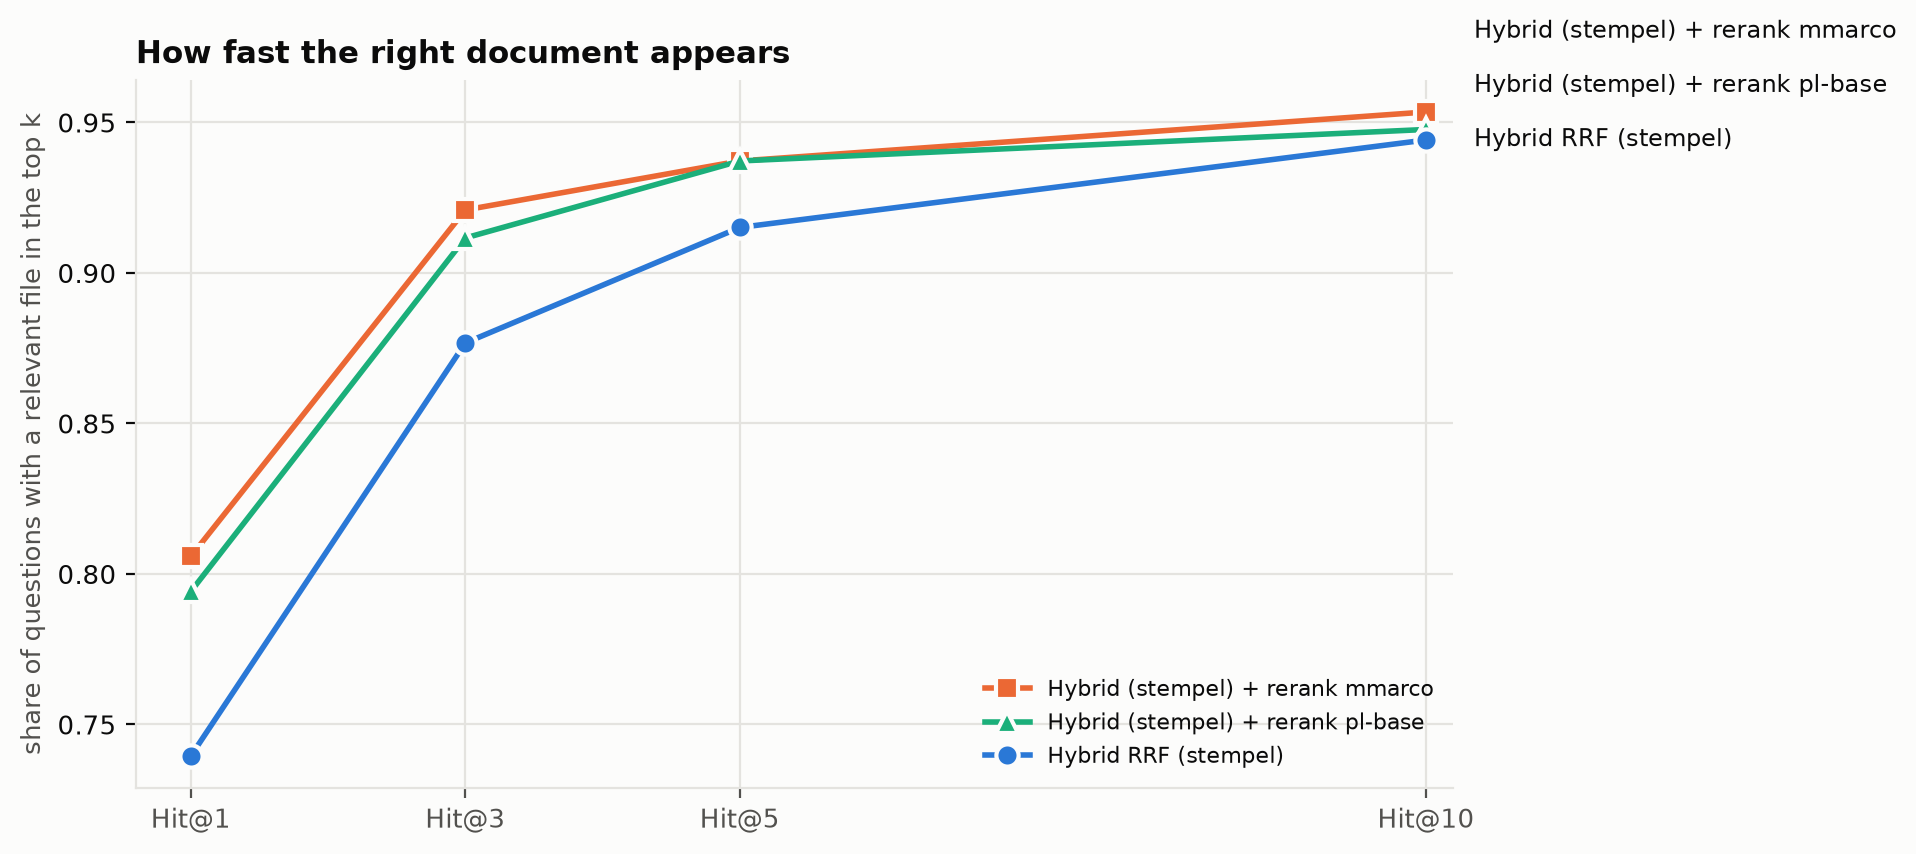 How fast the right document appears
Hybrid (stempel) + rerank mmarco
Hybrid (stempel) + rerank pl-base
Hybrid RRF (stempel)
share of questions with a relevant file in the top k
0.95
0.90
0.85
0.80
0.75
Hybrid (stempel) + rerank mmarco
Hybrid (stempel) + rerank pl-base
Hybrid RRF (stempel)
Hit@1
Hit@3
Hit@5
Hit@10